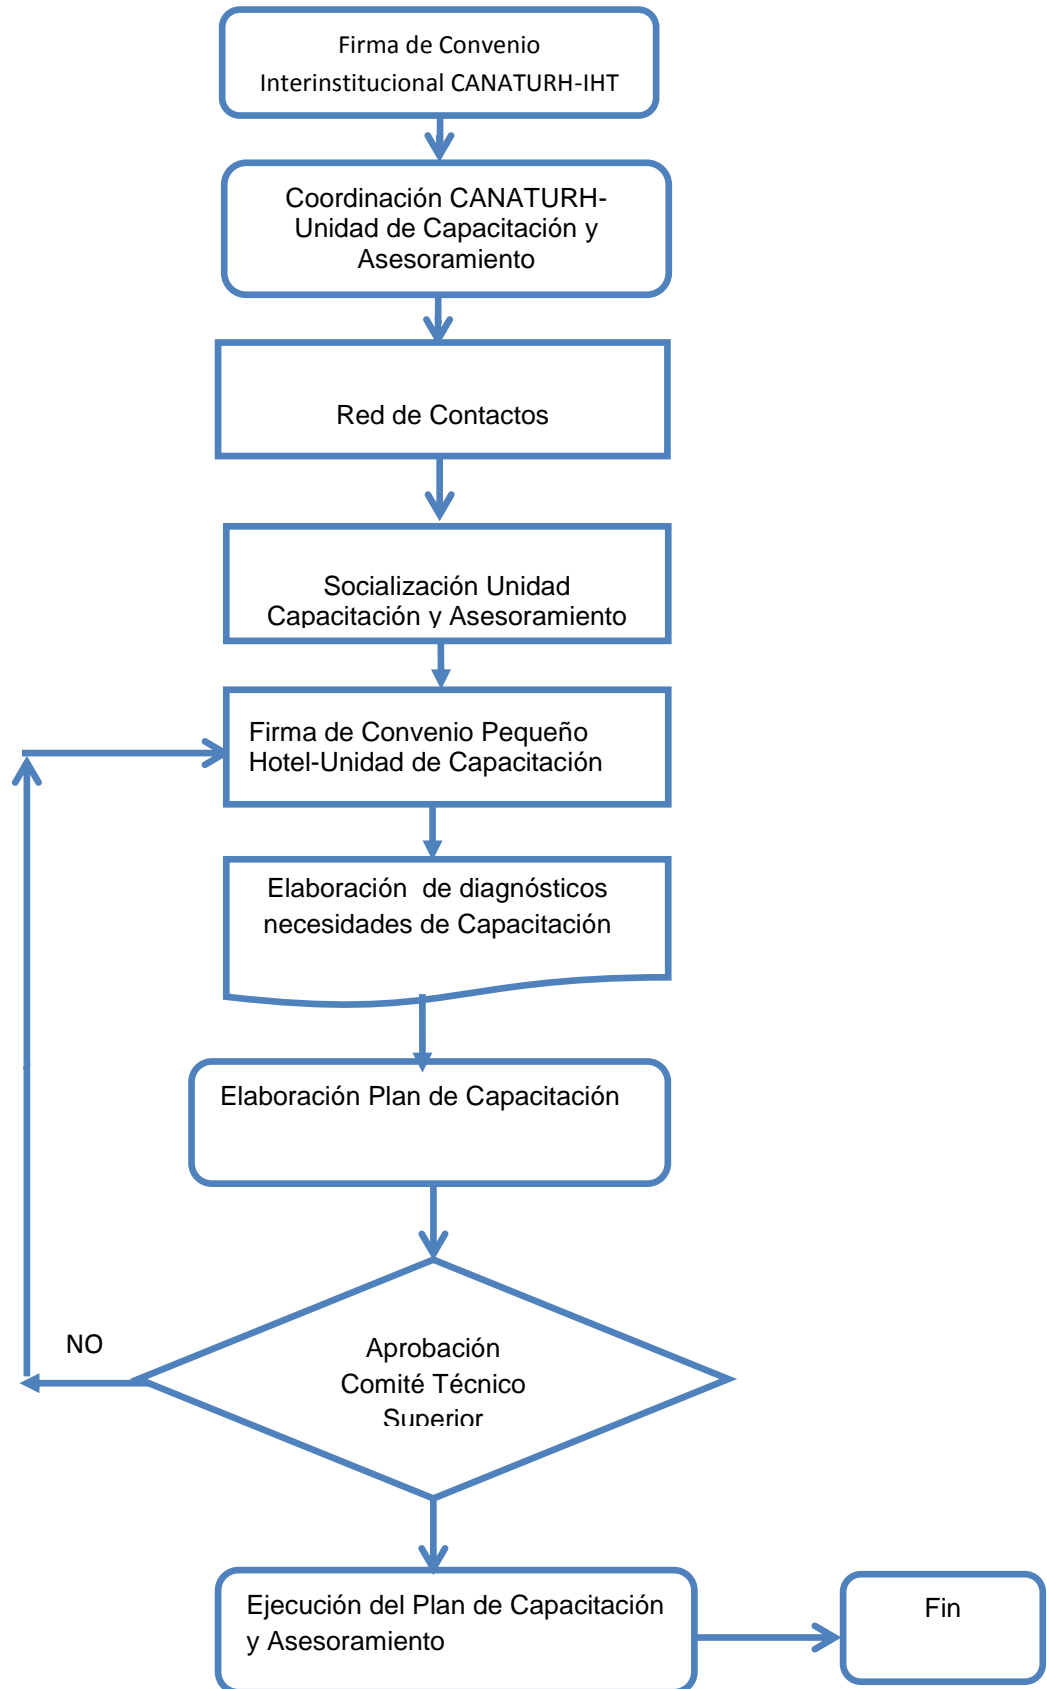 Firma de Convenio
Interinstitucional CANATURH-IHT
Coordinación CANATURH-
Unidad de Capacitación y
Asesoramiento
Red de Contactos
Socialización Unidad
Capacitación y Asesoramiento
Firma de Convenio Pequeño
Hotel-Unidad de Capacitación
Elaboración de diagnósticos
necesidades de Capacitación
Elaboración Plan de Capacitación
NO
Aprobación
Comité Técnico
Superior
Ejecución del Plan de Capacitación
y Asesoramiento
Fin